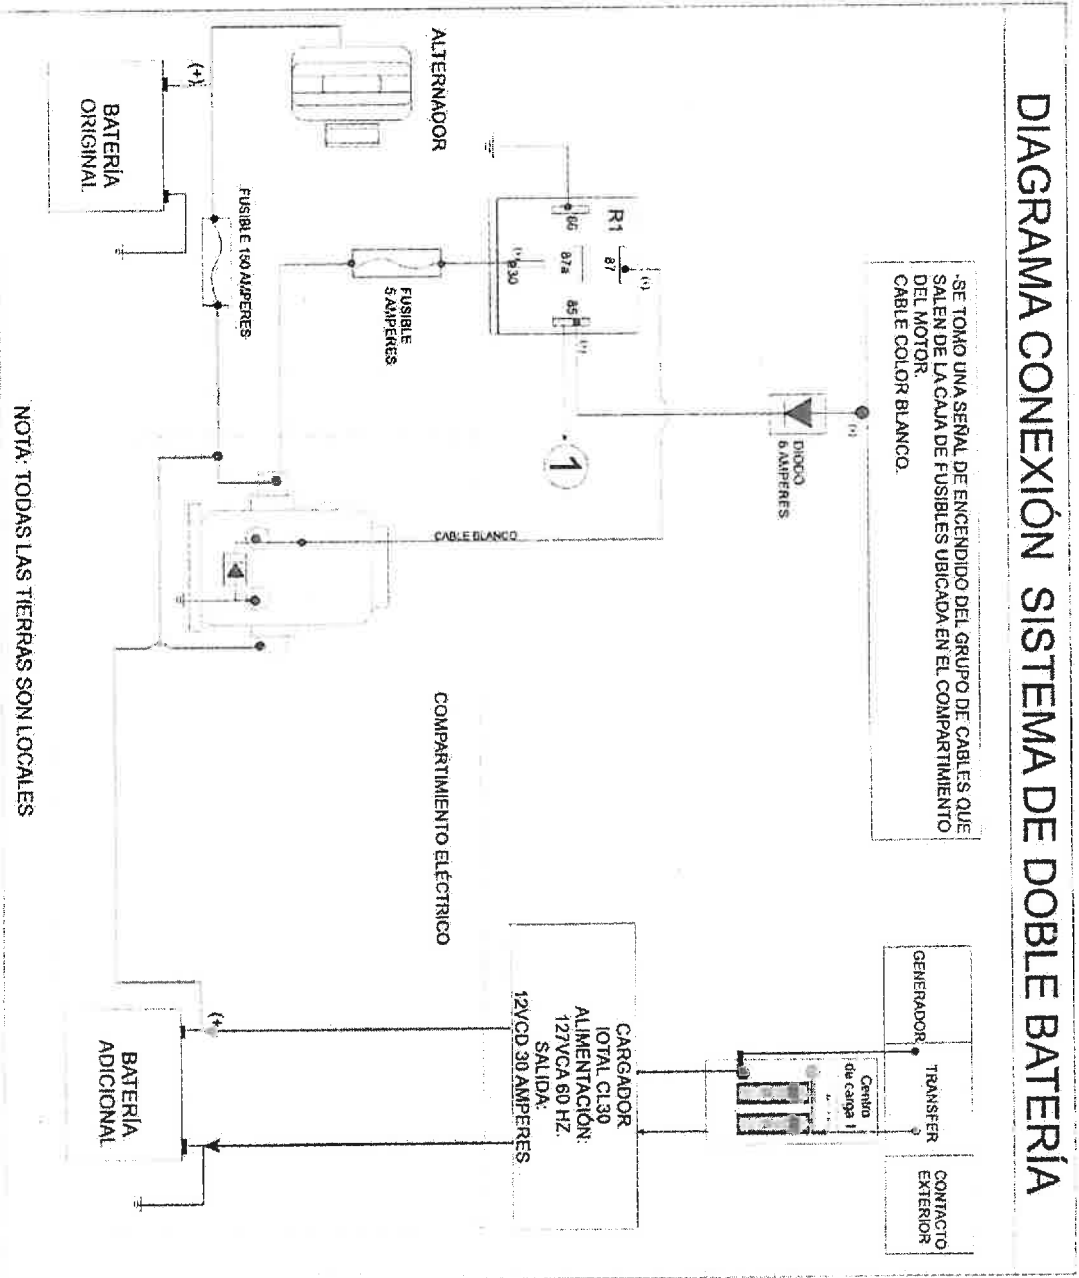 DIAGRAMA CONEXIÓN SISTEMA DE DOBLE BATERÍA
-SE TOMO UNA SEÑAL DE ENCENDIDO DEL GRUPO DE CABLES QUE
SALEN DE LA CAJA DE FUSIBLES UBICADA EN EL COMPARTIMIENTO
DEL MOTOR.
CABLE COLOR BLANCO.
GENERADOR
TRANSFER
CONTACTO
EXTERIOR
(+)
DIODO
6 AMPERES
Centro
de carga 1
R1
87
(+)
86
87a
85
(+)
30
1
ALTERNADOR
FUSIBLE
5 AMPERES
CABLE BLANCO
COMPARTIMIENTO ELÉCTRICO
CARGADOR
IOTAL CL30
ALIMENTACIÓN:
127VCA 60 HZ.
SALIDA:
12VCD 30 AMPERES
(+)
FUSIBLE 150 AMPERES
(+
BATERÍA
ORIGINAL
BATERÍA
ADICIONAL
NOTA: TODAS LAS TIERRAS SON LOCALES